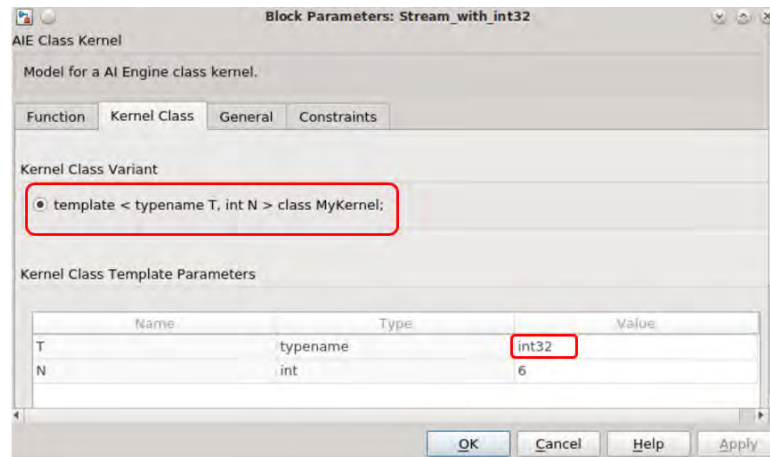 Block Parameters: Stream_with_int32
AIE Class Kernel
Model for a AI Engine class kernel.
Function Kernel Class General Constraints
Kernel Class Variant
template < typename T, int N > class MyKernel;
Kernel Class Template Parameters
Name Type Value
T typename int32
N int 6
OK Cancel Help Apply